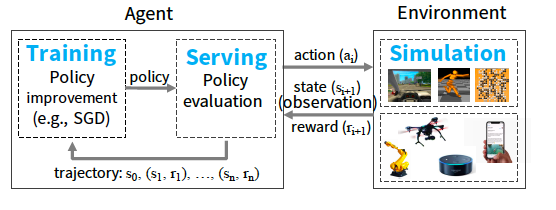 Agent
Environment
Training
Policy
improvement
(e.g., SGD)
policy
Serving
Policy
evaluation
action (aᵢ)
state (sᵢ₊₁)
(observation)
reward (rᵢ₊₁)
Simulation
trajectory: s₀, (s₁, r₁), …, (sₙ, rₙ)